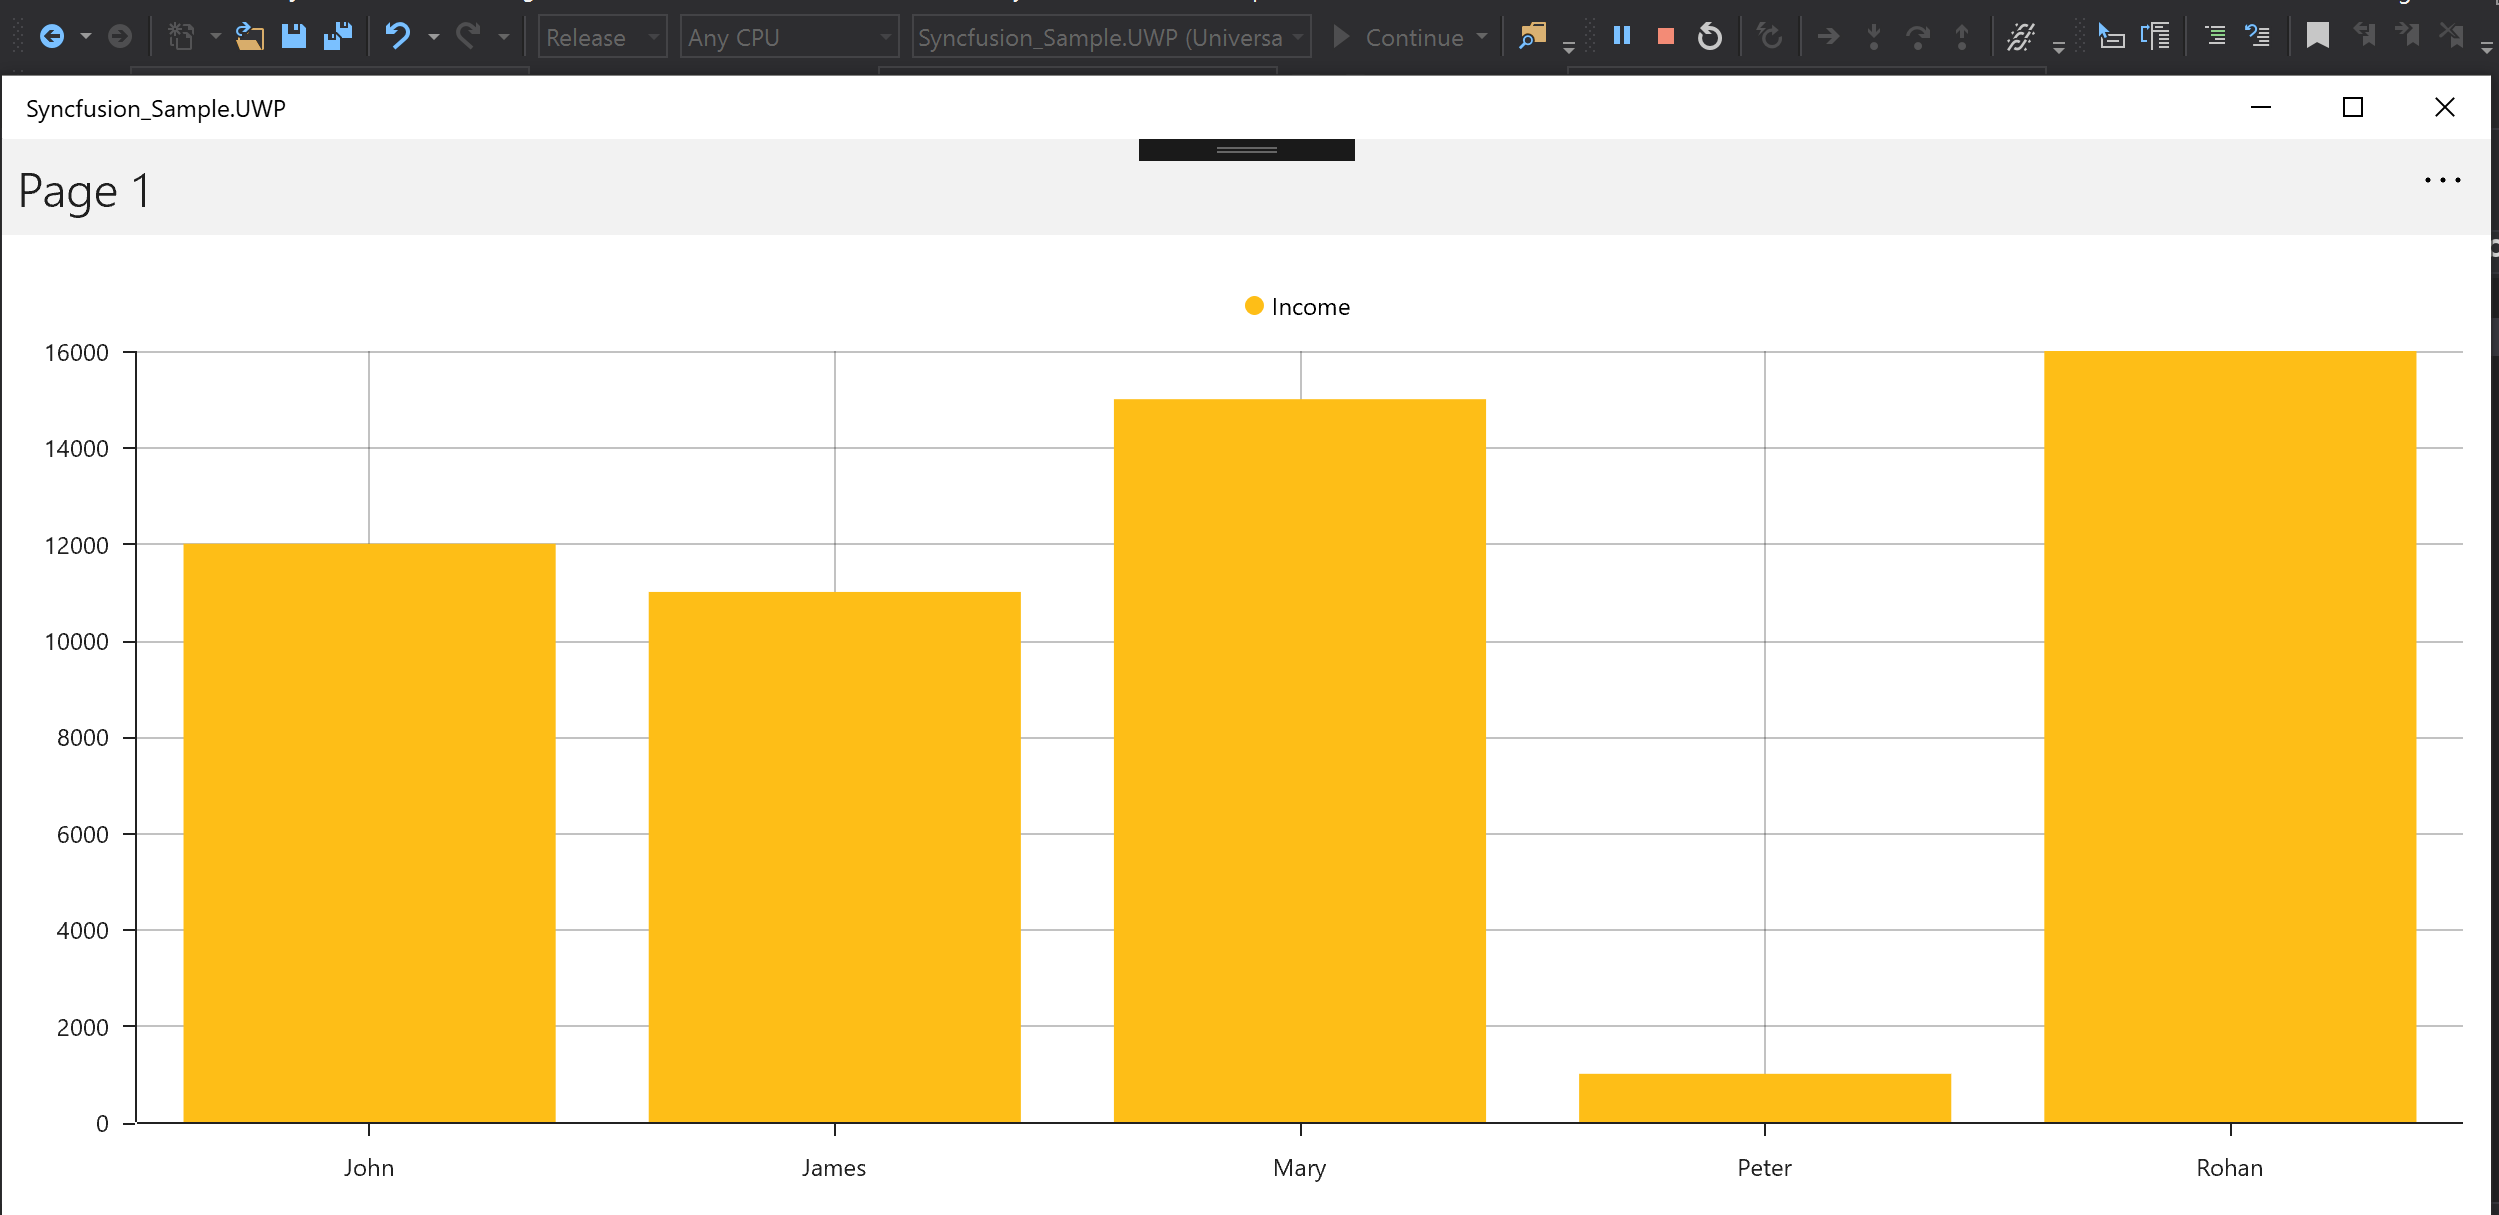 Release
Any CPU
Syncfusion_Sample.UWP (Universa
Continue
Syncfusion_Sample.UWP
Page 1
Income
16000
14000
12000
10000
8000
6000
4000
2000
0
John
James
Mary
Peter
Rohan